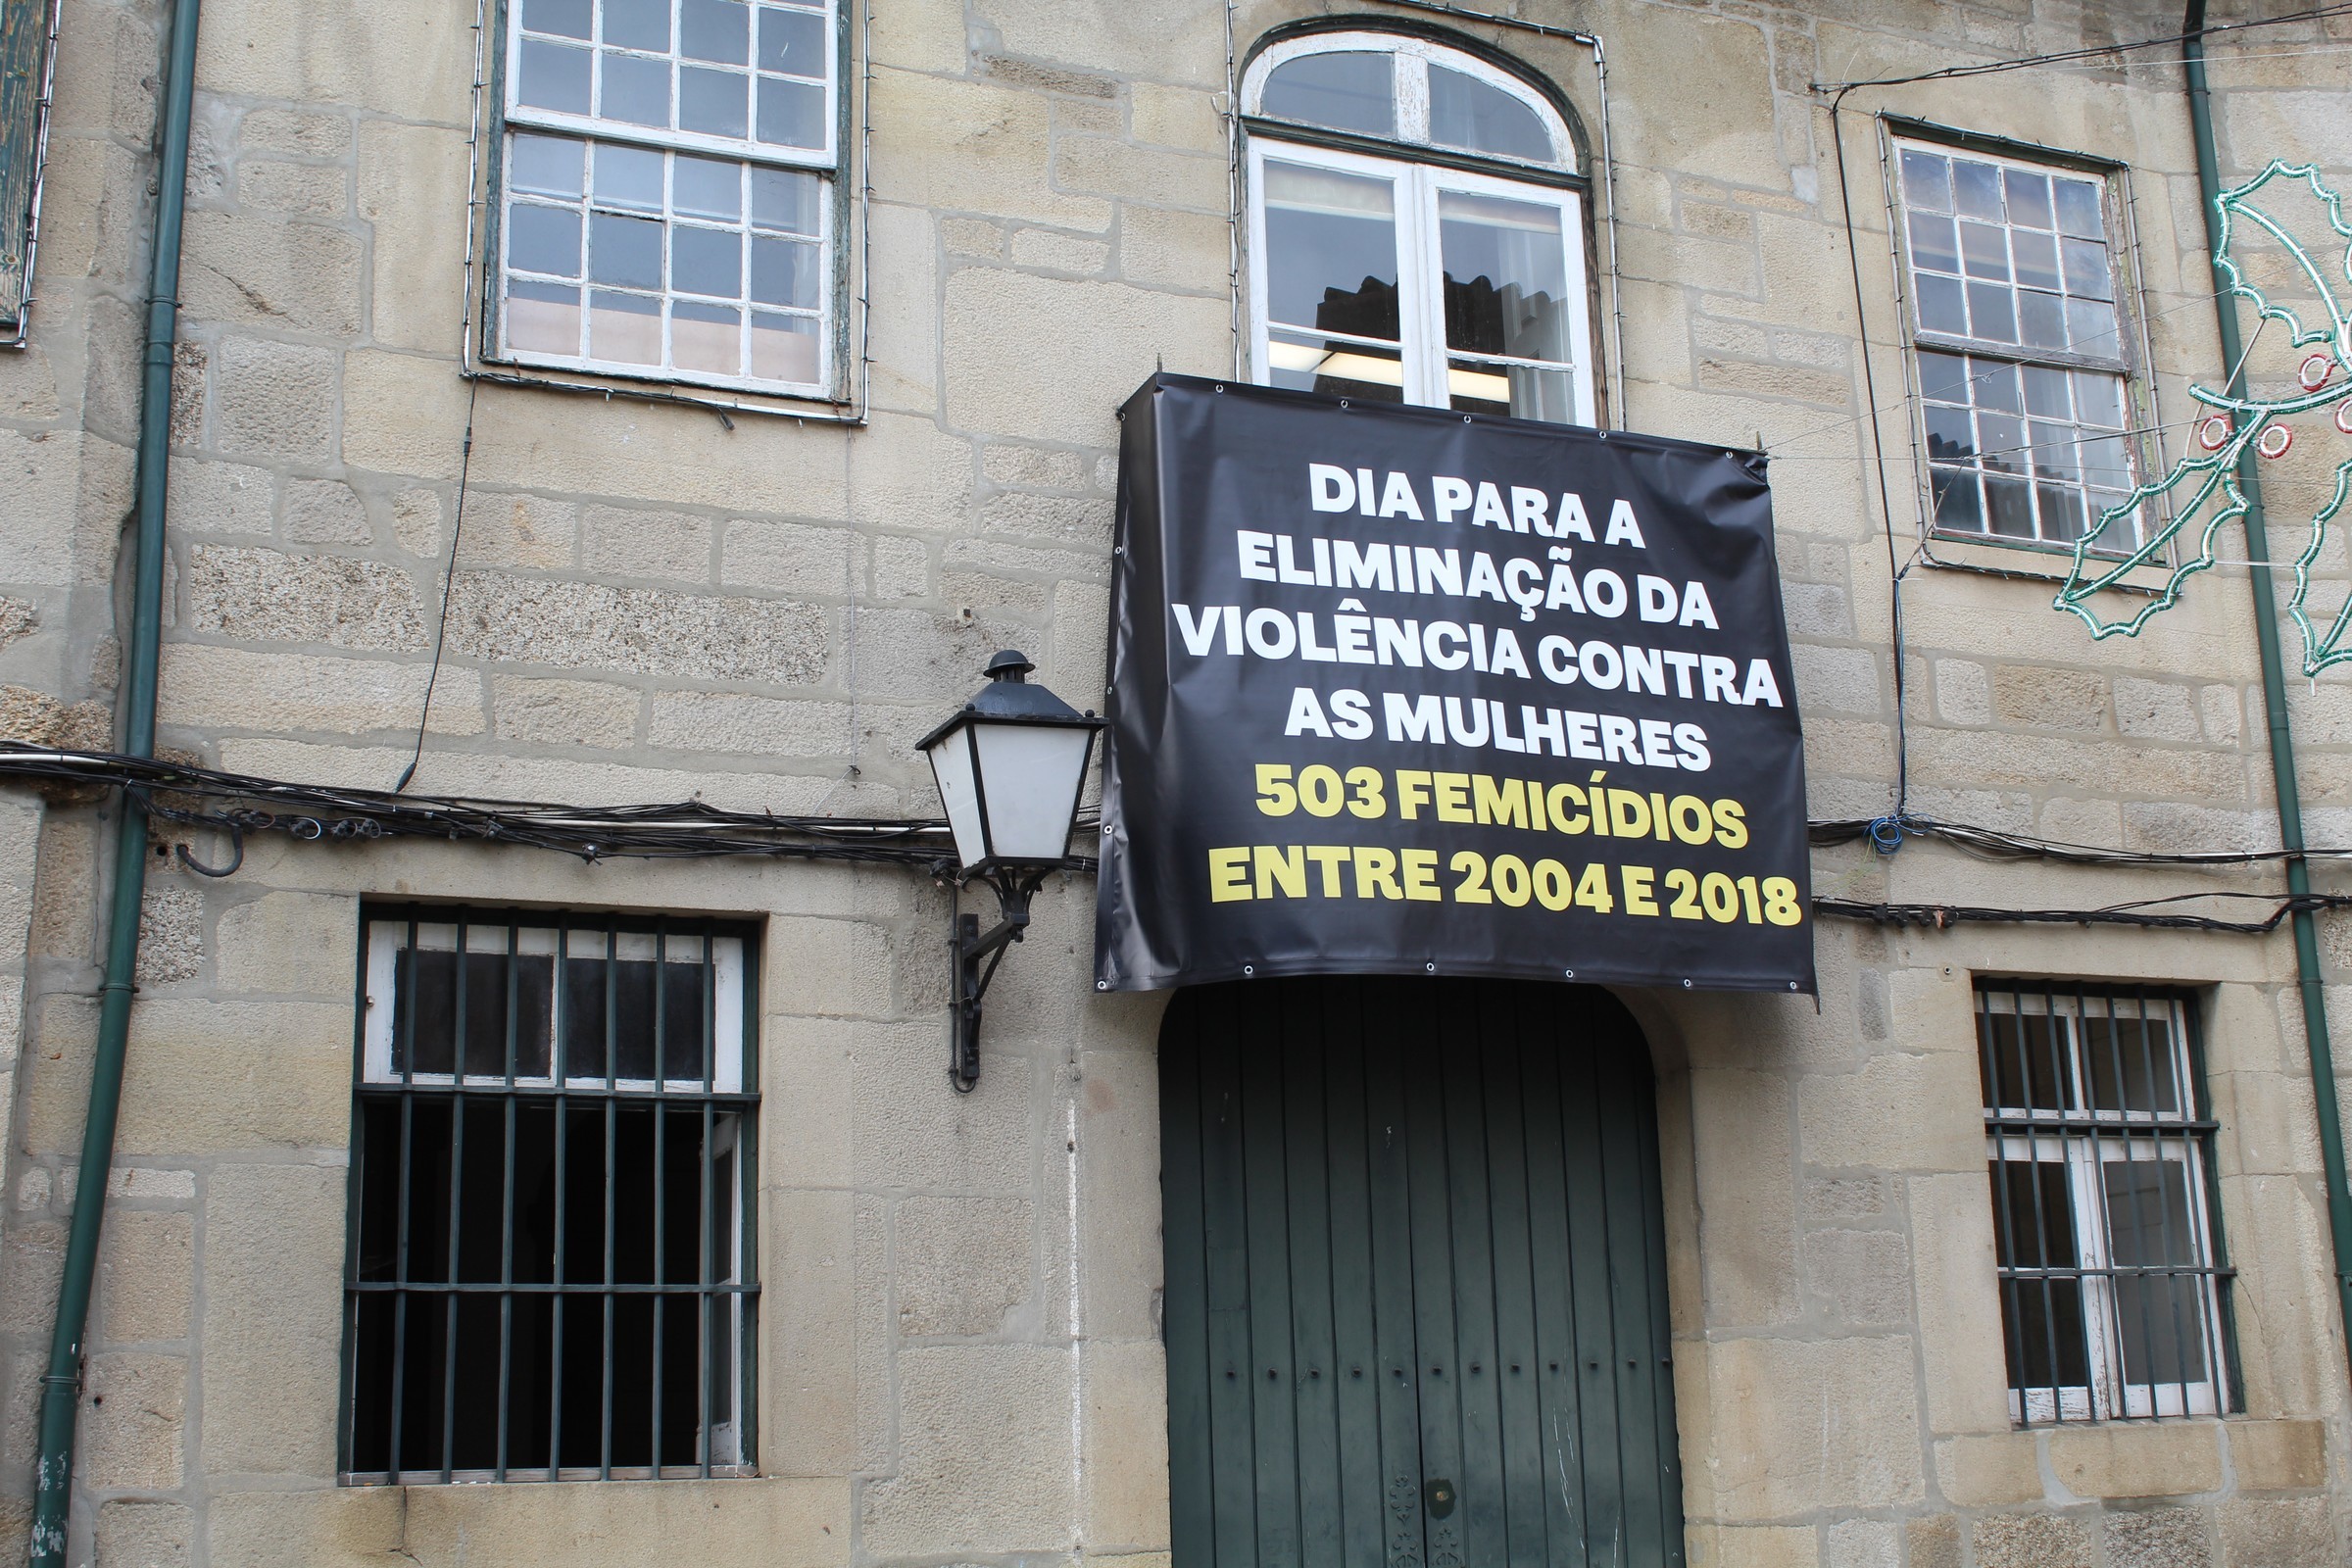 DIA PARA A
ELIMINAÇÃO DA
VIOLÊNCIA CONTRA
AS MULHERES
503 FEMICÍDIOS
ENTRE 2004 E 2018